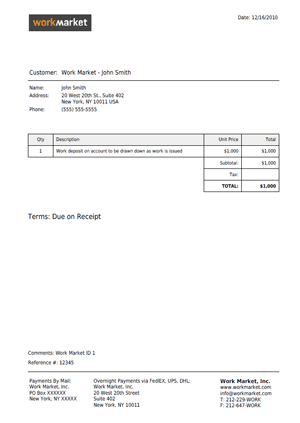 workmarket
Date: 12/16/2010
Customer: Work Market - John Smith
Name: John Smith
Address: 20 West 20th St., Suite 402
New York, NY 10011 USA
Phone: (555) 555-5555
Qty Description Unit Price Total
1 Work deposit on account to be drawn down as work is issued $1,000 $1,000
Subtotal: $1,000
Tax:
TOTAL: $1,000
Terms: Due on Receipt
Comments: Work Market ID 1
Reference #: 12345
Payments By Mail:
Work Market, Inc.
PO Box XXXXXX
New York, NY XXXXX
Overnight Payments via FedEX, UPS, DHL:
Work Market, Inc.
20 West 20th Street
Suite 402
New York, NY 10011
Work Market, Inc.
www.workmarket.com
info@workmarket.com
T: 212-229-WORK
F: 212-647-WORK